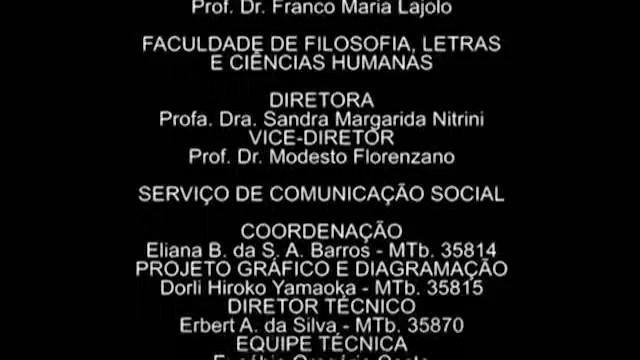 Prof. Dr. Franco Maria Lajolo
FACULDADE DE FILOSOFIA, LETRAS
E CIÊNCIAS HUMANAS
DIRETORA
Profa. Dra. Sandra Margarida Nitrini
VICE-DIRETOR
Prof. Dr. Modesto Florenzano
SERVIÇO DE COMUNICAÇÃO SOCIAL
COORDENAÇÃO
Eliana B. da S. A. Barros - MTb. 35814
PROJETO GRÁFICO E DIAGRAMAÇÃO
Dorli Hiroko Yamaoka - MTb. 35815
DIRETOR TÉCNICO
Erbert A. da Silva - MTb. 35870
EQUIPE TÉCNICA